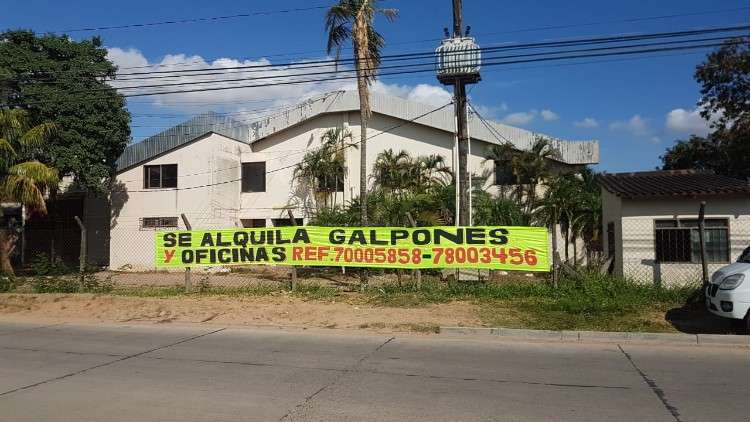 SE ALQUILA GALPONES
Y OFICINAS REF.70005858-78003456